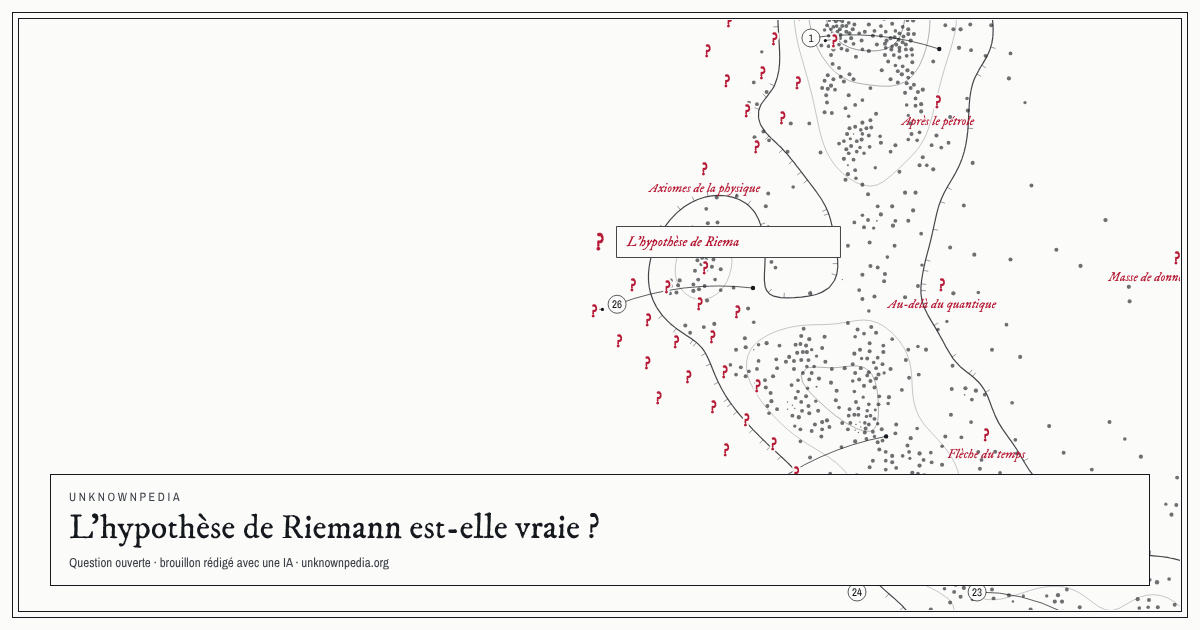 1
Après le pétrole
Axiomes de la physique
L'hypothèse de Riema
Masse de donn
26
Au-delà du quantique
Flèche du temps
UNKNOWNPEDIA
L'hypothèse de Riemann est-elle vraie ?
Question ouverte · brouillon rédigé avec une IA · unknownpedia.org
24
23